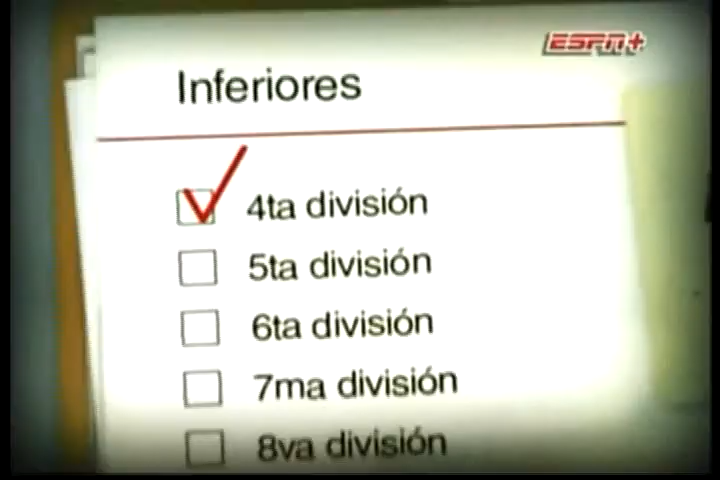 ESPN+
Inferiores
4ta división
5ta división
6ta división
7ma división
8va división